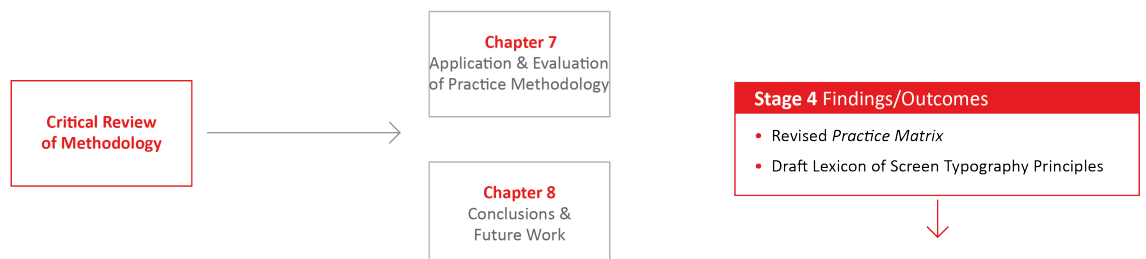 Critical Review
of Methodology
Chapter 7
Application & Evaluation
of Practice Methodology
Chapter 8
Conclusions &
Future Work
Stage 4 Findings/Outcomes
• Revised Practice Matrix
• Draft Lexicon of Screen Typography Principles